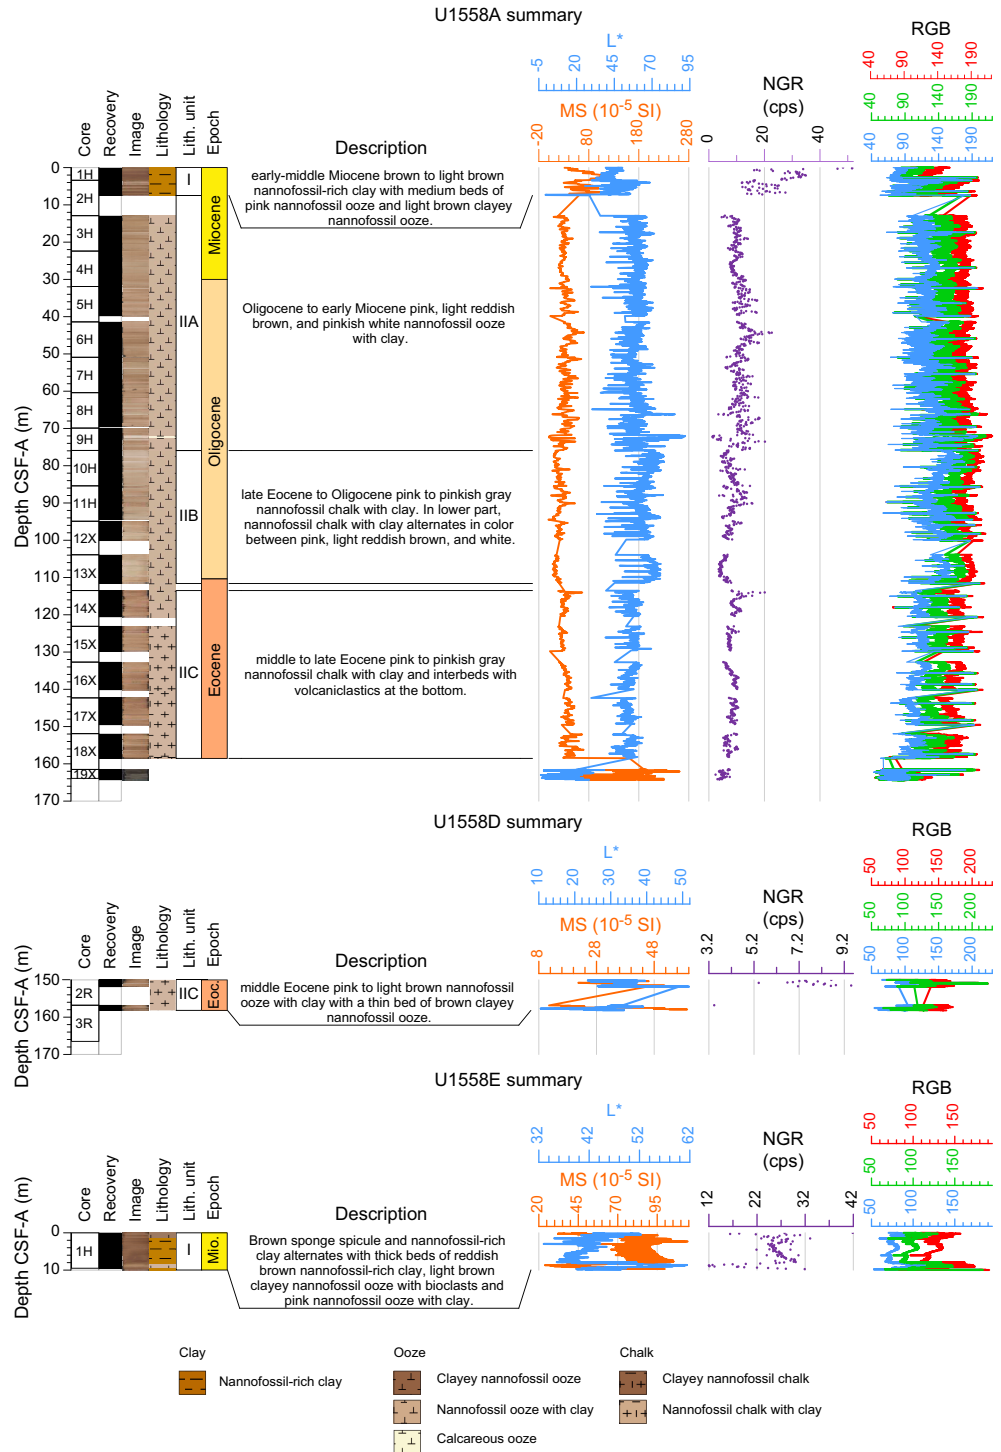 U1558A summary
L*
-5 20 45 70 95
MS (10-5 SI)
-20 80 180 280
NGR
(cps)
0 20 40
RGB
40 90 140 190
40 90 140 190
40 90 140 190
Core Recovery Image Lithology Lith. unit Epoch
Description
Depth CSF-A (m)
0
10
20
30
40
50
60
70
80
90
100
110
120
130
140
150
160
170
1H
2H
3H
4H
5H
6H
7H
8H
9H
10H
11H
12X
13X
14X
15X
16X
17X
18X
19X
I
IIA
IIB
IIC
Miocene
Oligocene
Eocene
early-middle Miocene brown to light brown
nannofossil-rich clay with medium beds of
pink nannofossil ooze and light brown clayey
nannofossil ooze.
Oligocene to early Miocene pink, light reddish
brown, and pinkish white nannofossil ooze
with clay.
late Eocene to Oligocene pink to pinkish gray
nannofossil chalk with clay. In lower part,
nannofossil chalk with clay alternates in color
between pink, light reddish brown, and white.
middle to late Eocene pink to pinkish gray
nannofossil chalk with clay and interbeds with
volcaniclastics at the bottom.
U1558D summary
L*
10 20 30 40 50
MS (10-5 SI)
8 28 48
NGR
(cps)
3.2 5.2 7.2 9.2
RGB
50 100 150 200
50 100 150 200
50 100 150 200
Core Recovery Image Lithology Lith. unit Epoch
Description
Depth CSF-A (m)
150
160
170
2R
3R
IIC
Eoc.
middle Eocene pink to light brown nannofossil
ooze with clay with a thin bed of brown clayey
nannofossil ooze.
U1558E summary
L*
32 42 52 62
MS (10-5 SI)
20 45 70 95
NGR
(cps)
12 22 32 42
RGB
50 100 150
50 100 150
50 100 150
Core Recovery Image Lithology Lith. unit Epoch
Description
Depth CSF-A (m)
0
10
1H
I
Mio.
Brown sponge spicule and nannofossil-rich
clay alternates with thick beds of reddish
brown nannofossil-rich clay, light brown
clayey nannofossil ooze with bioclasts and
pink nannofossil ooze with clay.
Clay
Nannofossil-rich clay
Ooze
Clayey nannofossil ooze
Nannofossil ooze with clay
Calcareous ooze
Chalk
Clayey nannofossil chalk
Nannofossil chalk with clay